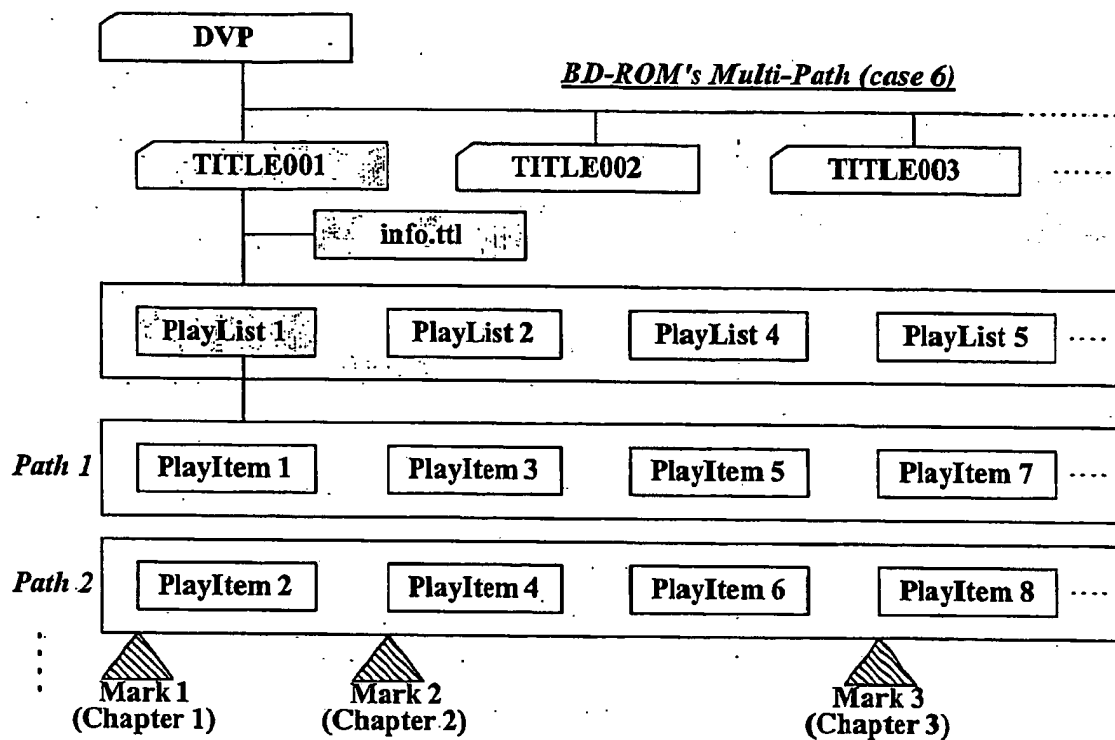 DVP
BD-ROM's Multi-Path (case 6)
TITLE001
TITLE002
TITLE003
info.ttl
PlayList 1
PlayList 2
PlayList 4
PlayList 5
Path 1
PlayItem 1
PlayItem 3
PlayItem 5
PlayItem 7
Path 2
PlayItem 2
PlayItem 4
PlayItem 6
PlayItem 8
Mark 1
(Chapter 1)
Mark 2
(Chapter 2)
Mark 3
(Chapter 3)